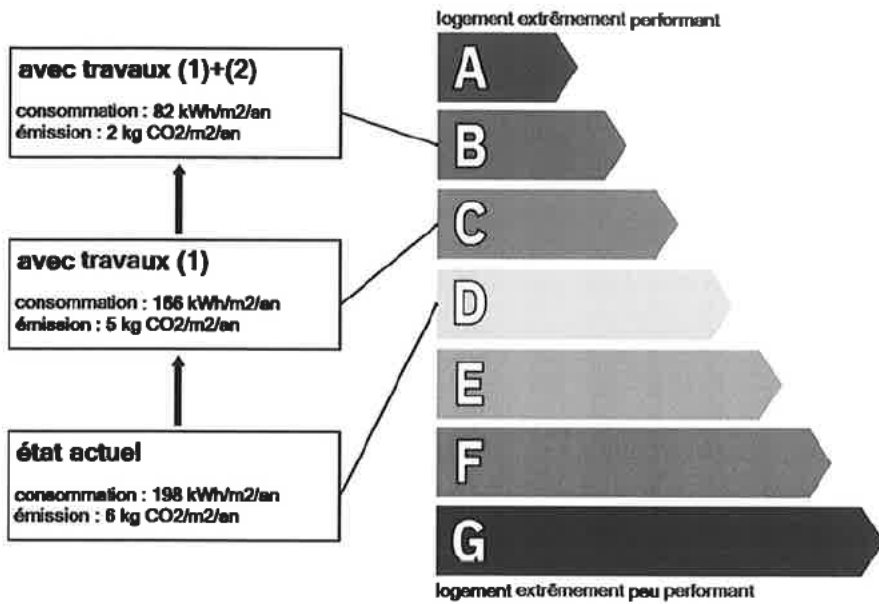 logement extrêmement performant
avec travaux (1)+(2)
consommation : 82 kWh/m2/an
émission : 2 kg CO2/m2/an
avec travaux (1)
consommation : 166 kWh/m2/an
émission : 5 kg CO2/m2/an
état actuel
consommation : 198 kWh/m2/an
émission : 6 kg CO2/m2/an
A
B
C
D
E
F
G
logement extrêmement peu performant